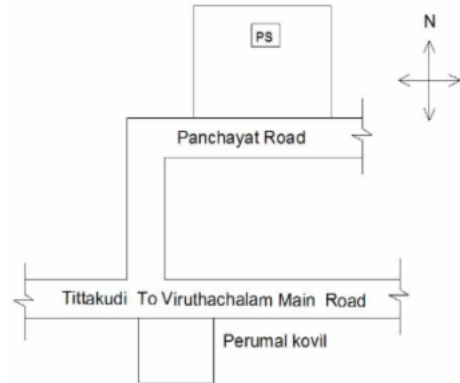 PS
N
Panchayat Road
Tittakudi To Viruthachalam Main Road
Perumal kovil